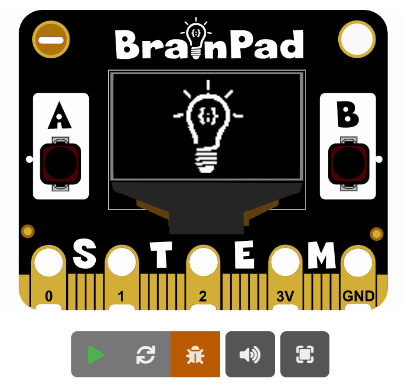 BrainPad
{;}
A B
S T E M
0 1 2 3V GND